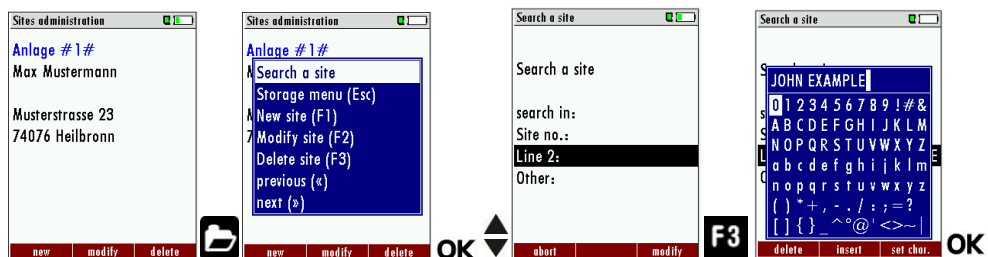 Sites administration
Anlage #1#
Max Mustermann
Musterstrasse 23
74076 Heilbronn
new modify delete
Sites administration
Anlage #1#
Search a site
Storage menu (Esc)
New site (F1)
Modify site (F2)
Delete site (F3)
previous («)
next (»)
new modify delete
OK
Search a site
Search a site
search in:
Site no.:
Line 2:
Other:
abort modify
F3
Search a site
JOHN EXAMPLE
0 1 2 3 4 5 6 7 8 9 ! # &
A B C D E F G H I J K L M
N O P Q R S T U V W X Y Z
a b c d e f g h i j k l m
n o p q r s t u v w x y z
( ) * + , - . / : ; = ?
[ ] { } _ ^ ° @ ' < > ~ |
delete insert set char.
OK